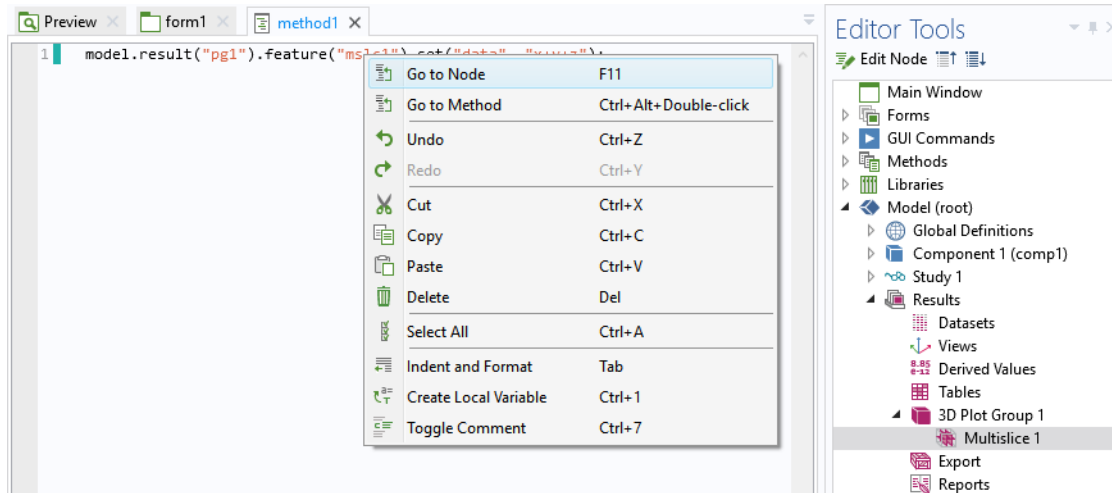 Preview
form1
method1
1 model.result("pg1").feature("mslc1").set("data", "x+y+z");
Go to Node F11
Go to Method Ctrl+Alt+Double-click
Undo Ctrl+Z
Redo Ctrl+Y
Cut Ctrl+X
Copy Ctrl+C
Paste Ctrl+V
Delete Del
Select All Ctrl+A
Indent and Format Tab
Create Local Variable Ctrl+1
Toggle Comment Ctrl+7
Editor Tools
Edit Node
Main Window
Forms
GUI Commands
Methods
Libraries
Model (root)
Global Definitions
Component 1 (comp1)
Study 1
Results
Datasets
Views
8.85
e-12
Derived Values
Tables
3D Plot Group 1
Multislice 1
Export
Reports